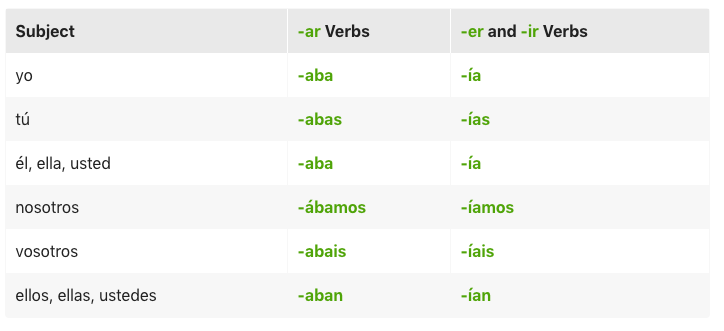 Subject -ar Verbs -er and -ir Verbs
yo -aba -ía
tú -abas -ías
él, ella, usted -aba -ía
nosotros -ábamos -íamos
vosotros -abais -íais
ellos, ellas, ustedes -aban -ían